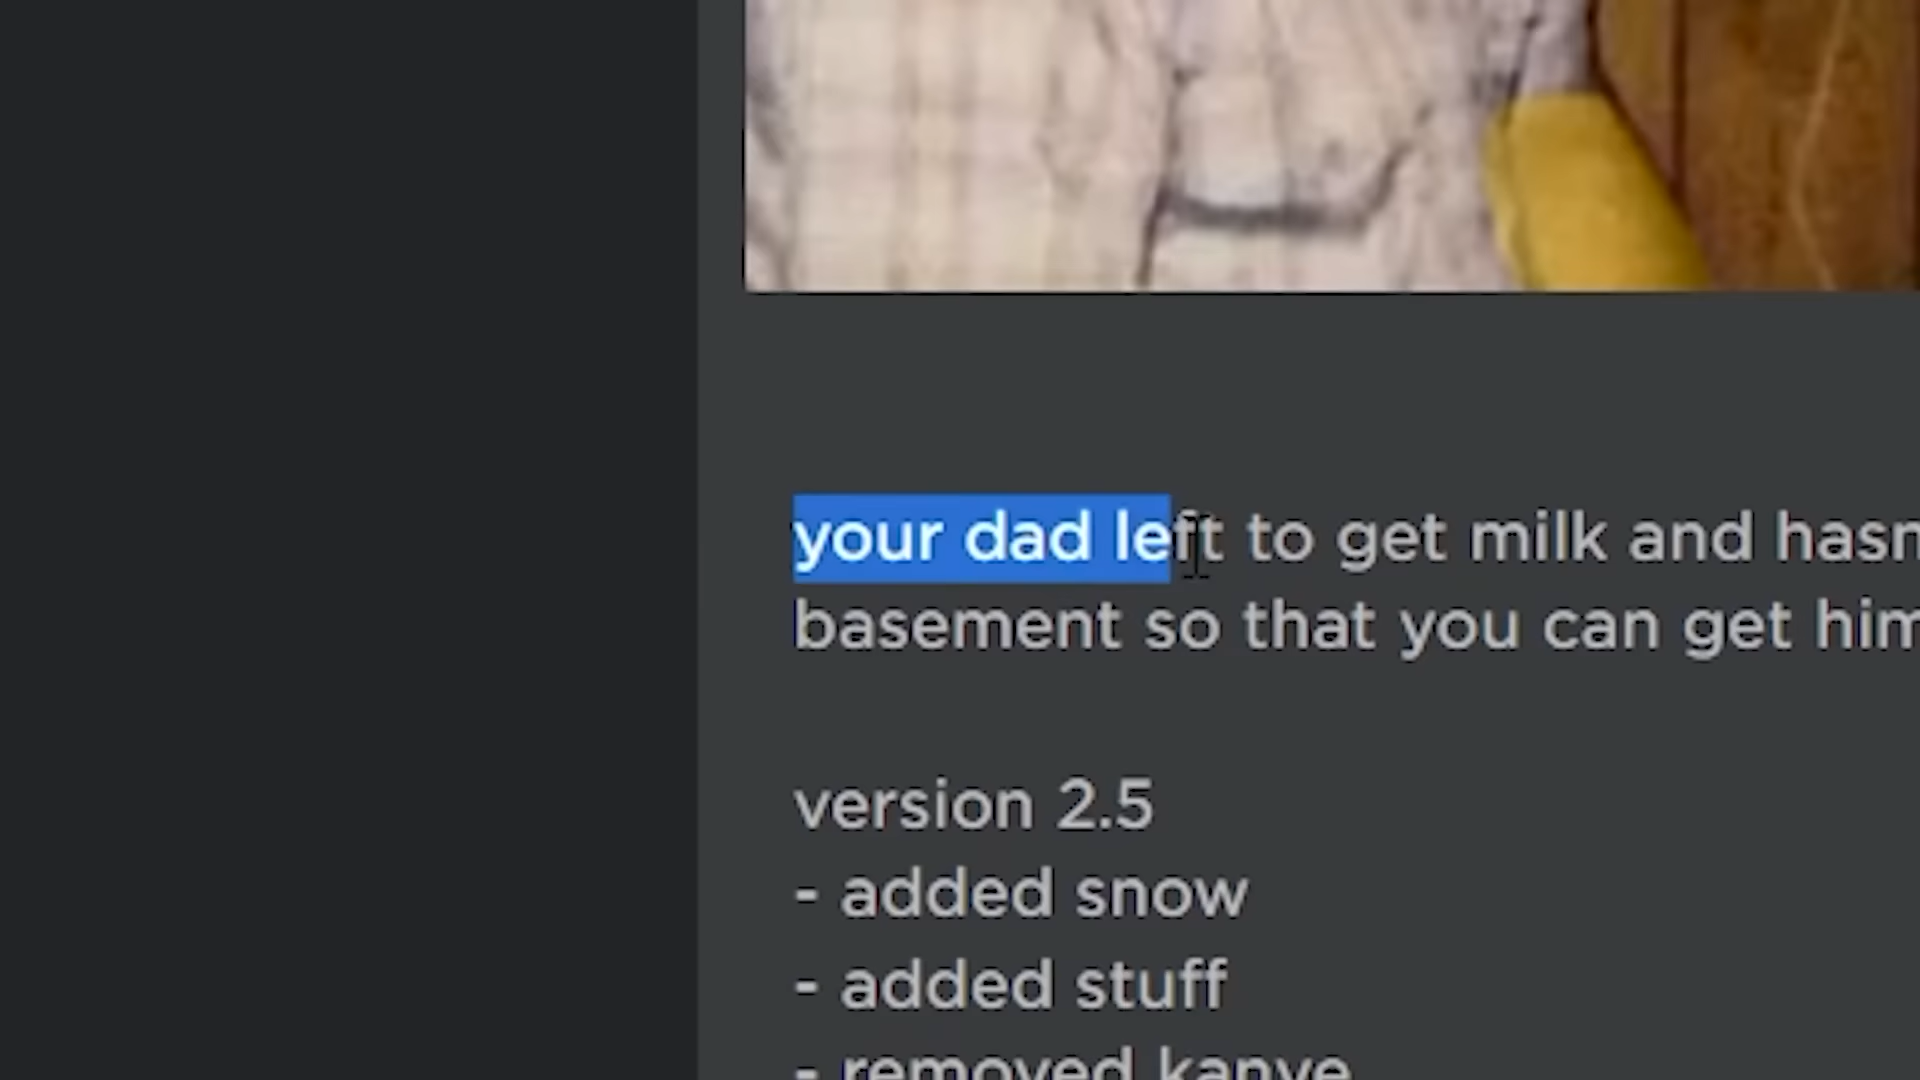 your dad left to get milk and hasn
basement so that you can get him
version 2.5
- added snow
- added stuff
- removed kanye